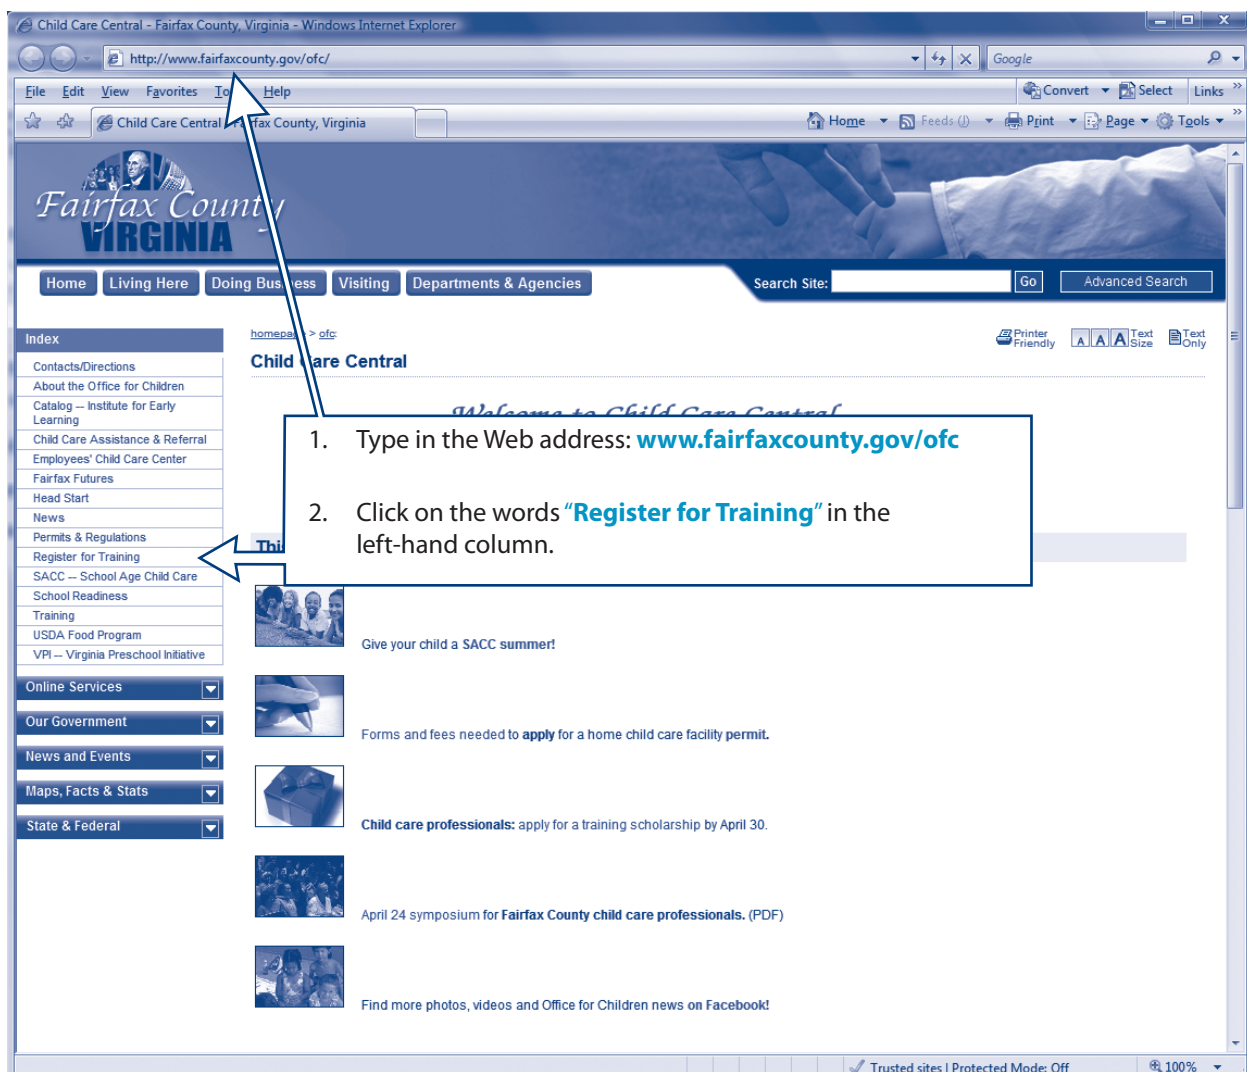 Child Care Central - Fairfax County, Virginia - Windows Internet Explorer
http://www.fairfaxcounty.gov/ofc/
Google
File Edit View Favorites To Help
Convert Select Links »
Child Care Central - Fairfax County, Virginia
Home Feeds (J) Print Page Tools »
Fairfax County
VIRGINIA
Home Living Here Doing Business Visiting Departments & Agencies
Search Site: Go Advanced Search
Index
homepage > ofc:
Printer Friendly A A A Text Size Text Only
Child Care Central
Contacts/Directions
About the Office for Children
Catalog -- Institute for Early
Learning
Child Care Assistance & Referral
Employees' Child Care Center
Fairfax Futures
Head Start
News
Permits & Regulations
Register for Training
SACC -- School Age Child Care
School Readiness
Training
USDA Food Program
VPI -- Virginia Preschool Initiative
Online Services
Our Government
News and Events
Maps, Facts & Stats
State & Federal
Welcome to Child Care Central
1. Type in the Web address: www.fairfaxcounty.gov/ofc
2. Click on the words “Register for Training” in the
left-hand column.
Give your child a SACC summer!
Forms and fees needed to apply for a home child care facility permit.
Child care professionals: apply for a training scholarship by April 30.
April 24 symposium for Fairfax County child care professionals. (PDF)
Find more photos, videos and Office for Children news on Facebook!
Trusted sites | Protected Mode: Off 100%